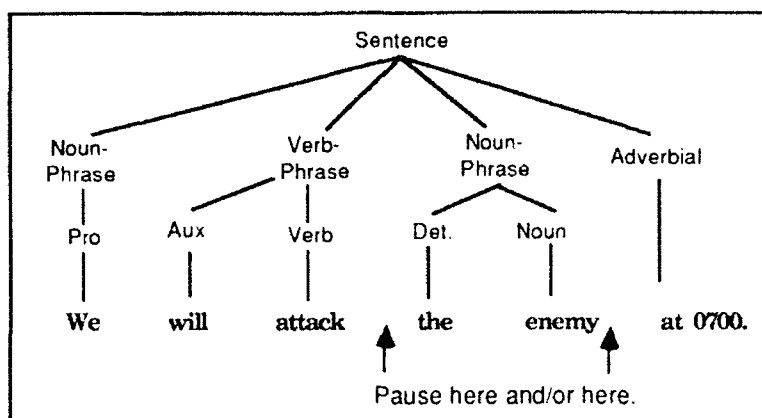 Sentence
Noun-
Phrase
Verb-
Phrase
Noun-
Phrase
Adverbial
Pro
Aux
Verb
Det.
Noun
We will attack the enemy at 0700.
Pause here and/or here.